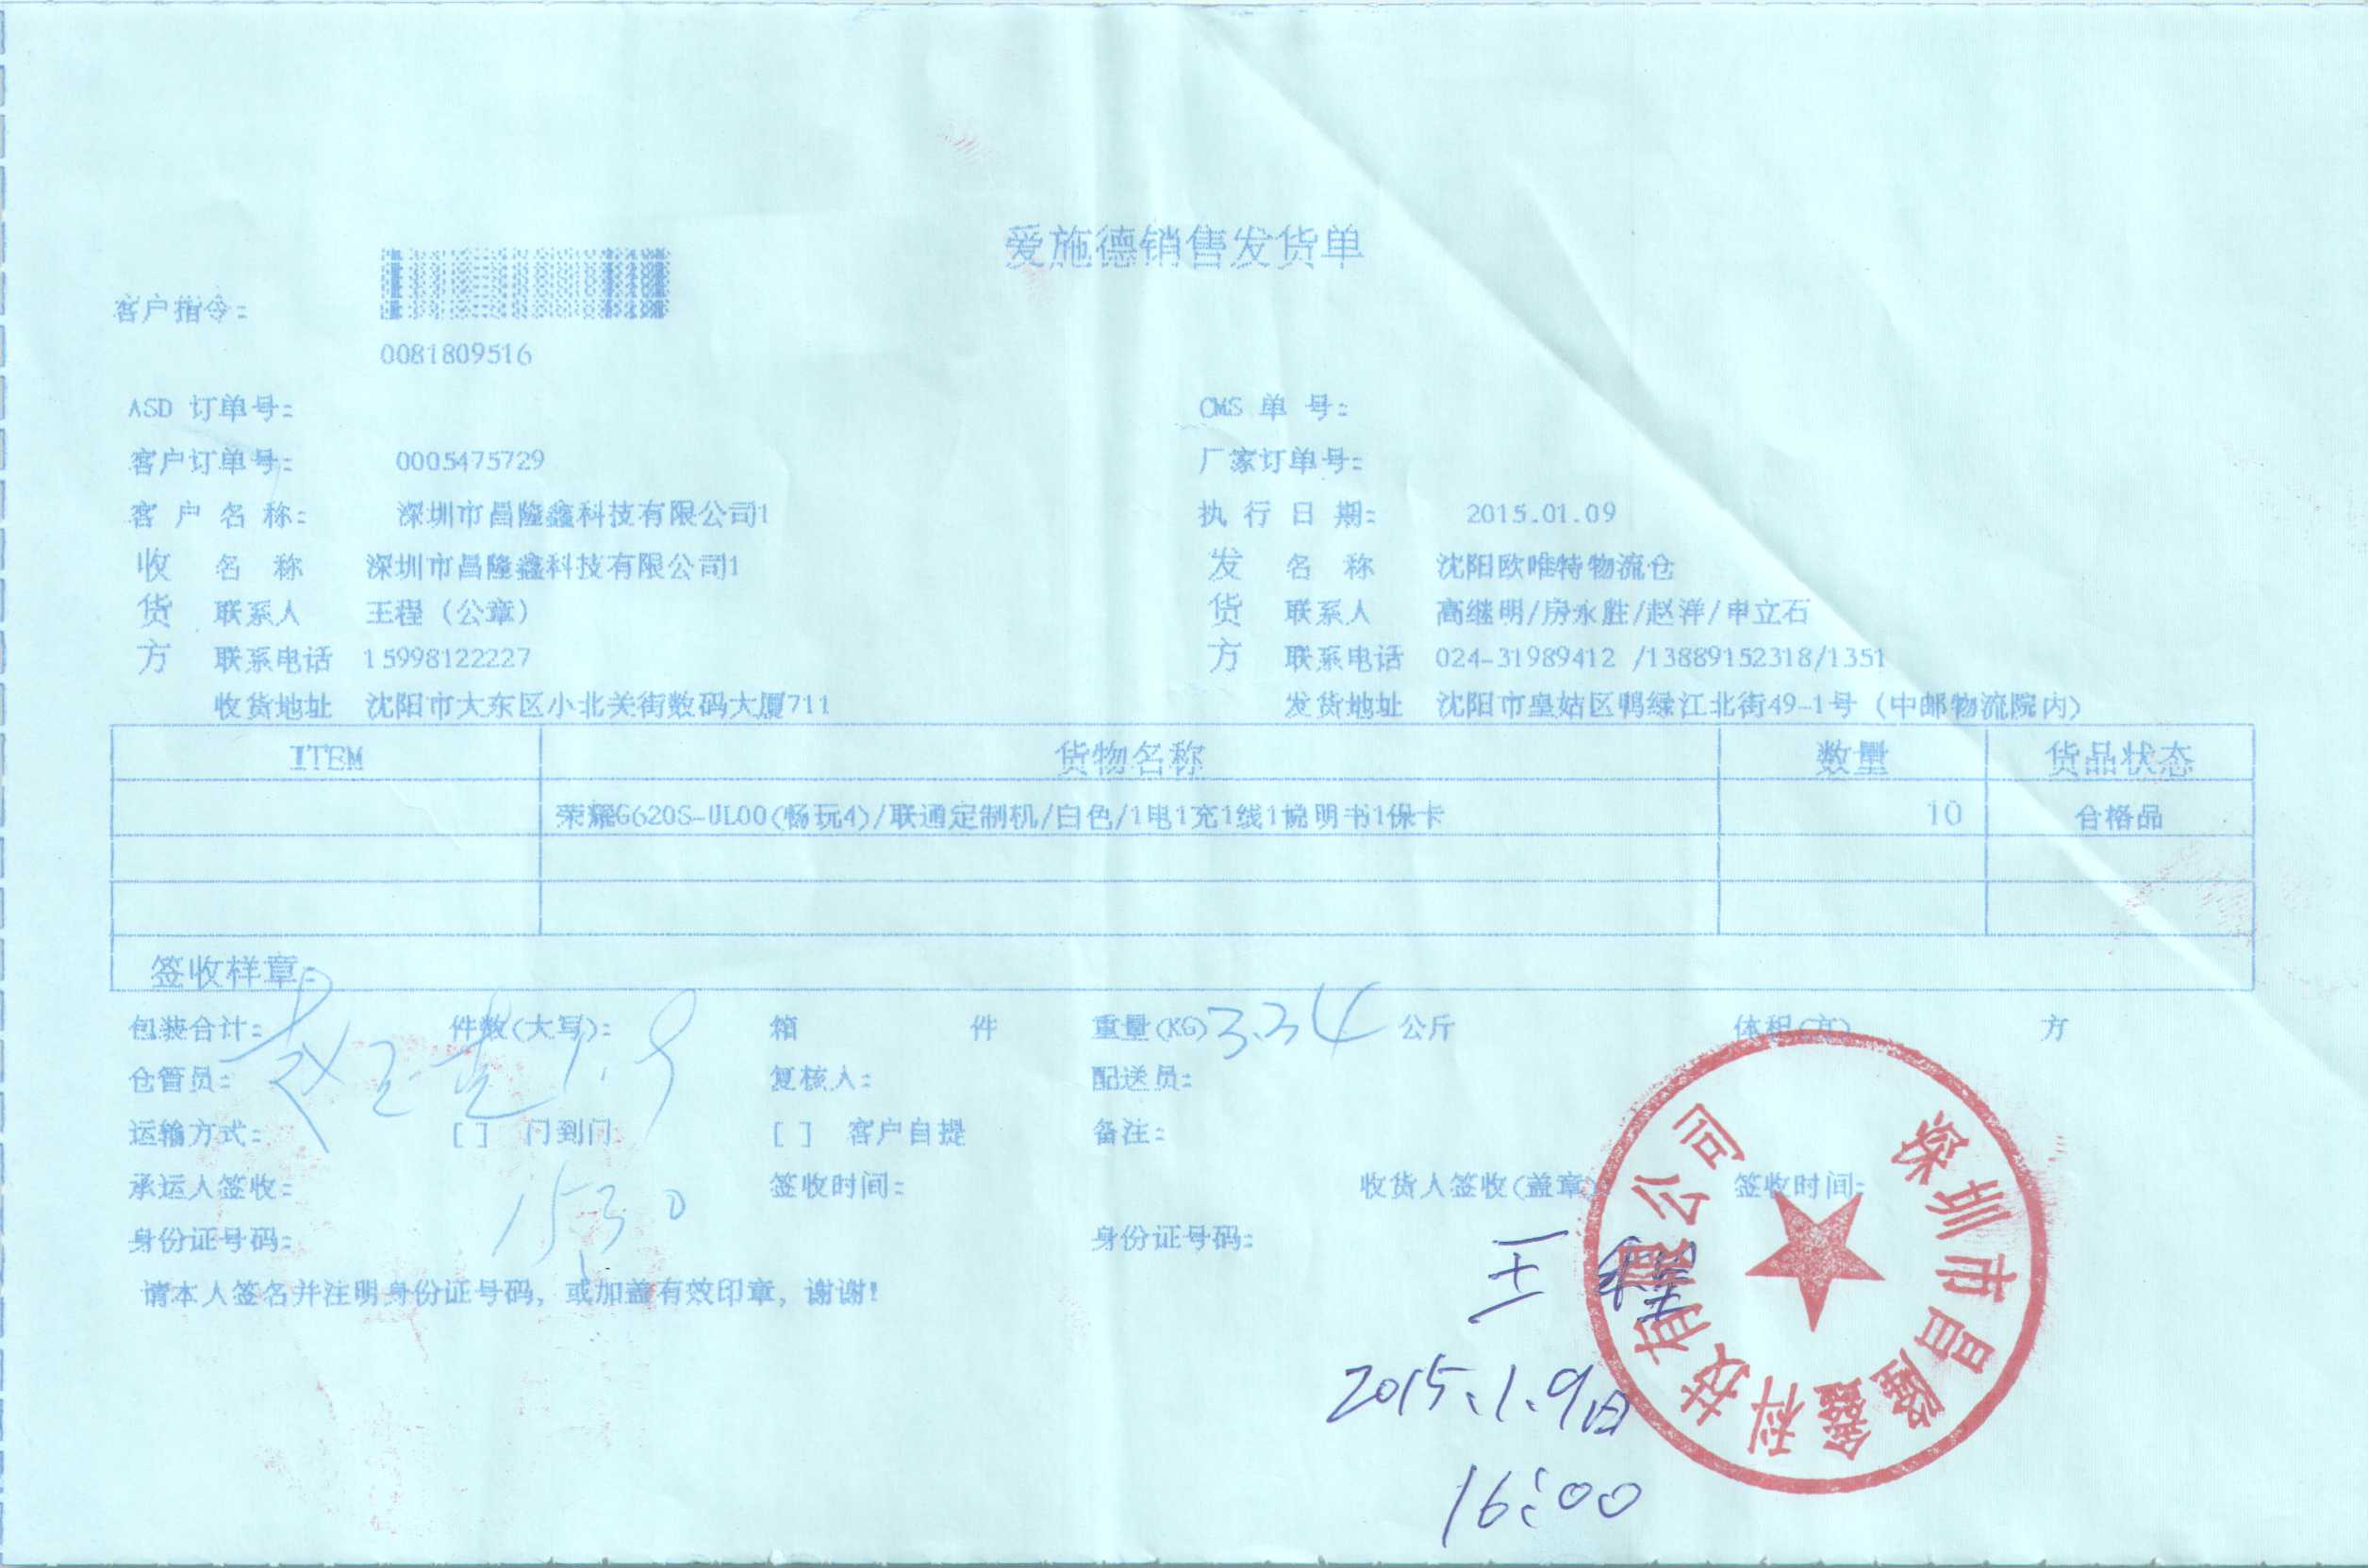 爱施德销售发货单
客户指令:
0081809516
ASD 订单号: CMS 单 号:
客户订单号: 0005475729 厂家订单号:
客 户 名 称: 深圳市昌隆鑫科技有限公司1 执 行 日 期: 2015.01.09
收 名 称 深圳市昌隆鑫科技有限公司1 发 名 称 沈阳欧唯特物流仓
货 联系人 王程（公章） 货 联系人 高继明/房永胜/赵洋/申立石
方 联系电话 15998122227 方 联系电话 024-31989412 /13889152318/1351
收货地址 沈阳市大东区小北关街数码大厦711 发货地址 沈阳市皇姑区鸭绿江北街49-1号（中邮物流院内）
ITEM 货物名称 数量 货品状态
荣耀G620S-UL00(畅玩4)/联通定制机/白色/1电1充1线1说明书1保卡 10 合格品
签收样章:
包装合计: 件数(大写): 箱 件 重量(KG) 3.34 公斤 体积(方) 方
仓管员: 1.9 复核人: 配送员:
运输方式: [ ] 门到门 [ ] 客户自提 备注:
承运人签收: 1530 签收时间: 收货人签收(盖章) 签收时间:
身份证号码: 身份证号码:
王程
请本人签名并注明身份证号码，或加盖有效印章，谢谢!
2015.1.9日
16:00
深圳市昌隆鑫科技有限公司